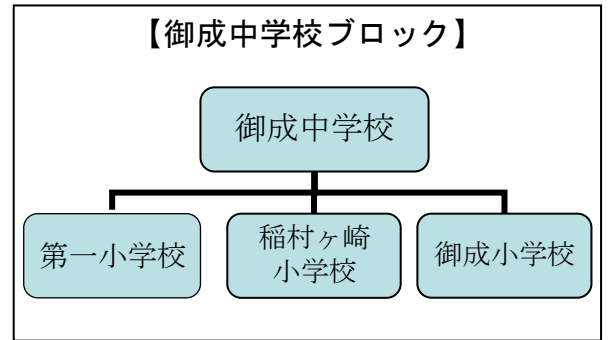 【御成中学校ブロック】
御成中学校
第一小学校
稲村ヶ崎
小学校
御成小学校